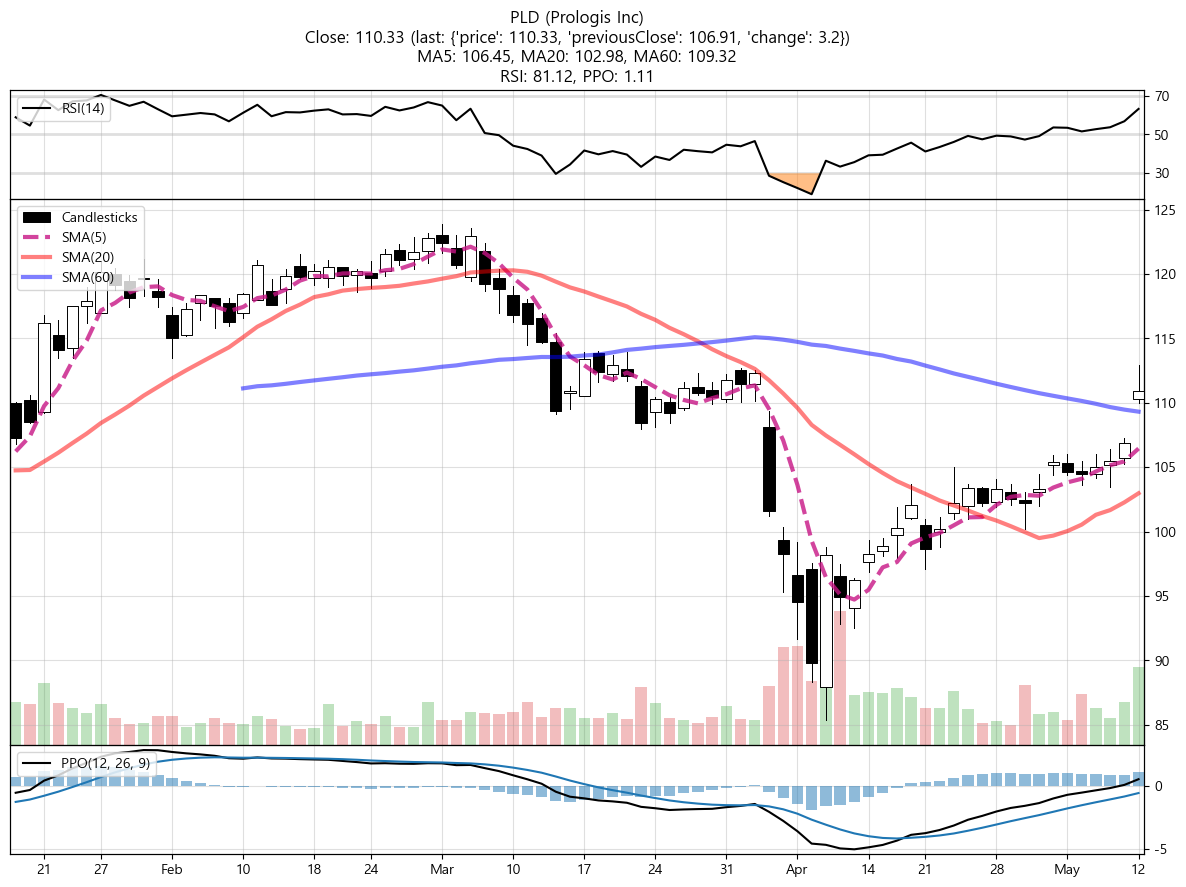 PLD (Prologis Inc)
Close: 110.33 (last: {'price': 110.33, 'previousClose': 106.91, 'change': 3.2})
MA5: 106.45, MA20: 102.98, MA60: 109.32
RSI: 81.12, PPO: 1.11
RSI(14)
70
50
30
Candlesticks
SMA(5)
SMA(20)
SMA(60)
125
120
115
110
105
100
95
90
85
PPO(12, 26, 9)
0
-5
21 27 Feb 10 18 24 Mar 10 17 24 31 Apr 14 21 28 May 12